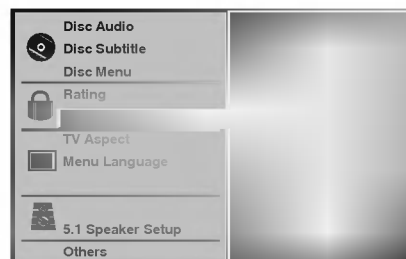 Disc Audio
Disc Subtitle
Disc Menu
Rating
TV Aspect
Menu Language
5.1 Speaker Setup
Others